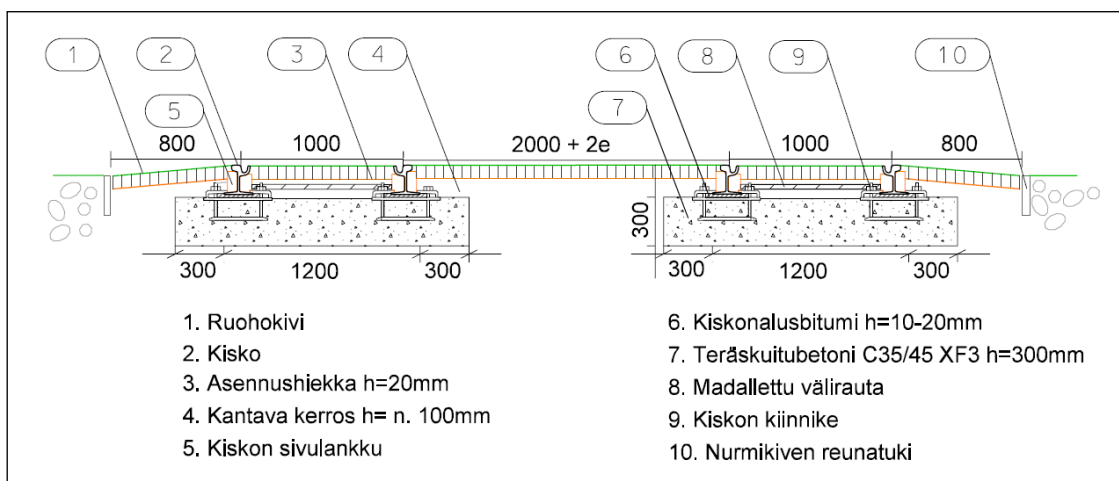 1
2
3
4
6
8
9
10
5
7
800
1000
2000 + 2e
1000
800
300
300
1200
300
300
1200
300
1. Ruohokivi
2. Kisko
3. Asennushiekka h=20mm
4. Kantava kerros h= n. 100mm
5. Kiskon sivulankku
6. Kiskonalusbitumi h=10-20mm
7. Teräskuitubetoni C35/45 XF3 h=300mm
8. Madallettu välirauta
9. Kiskon kiinnike
10. Nurmikiven reunatuki